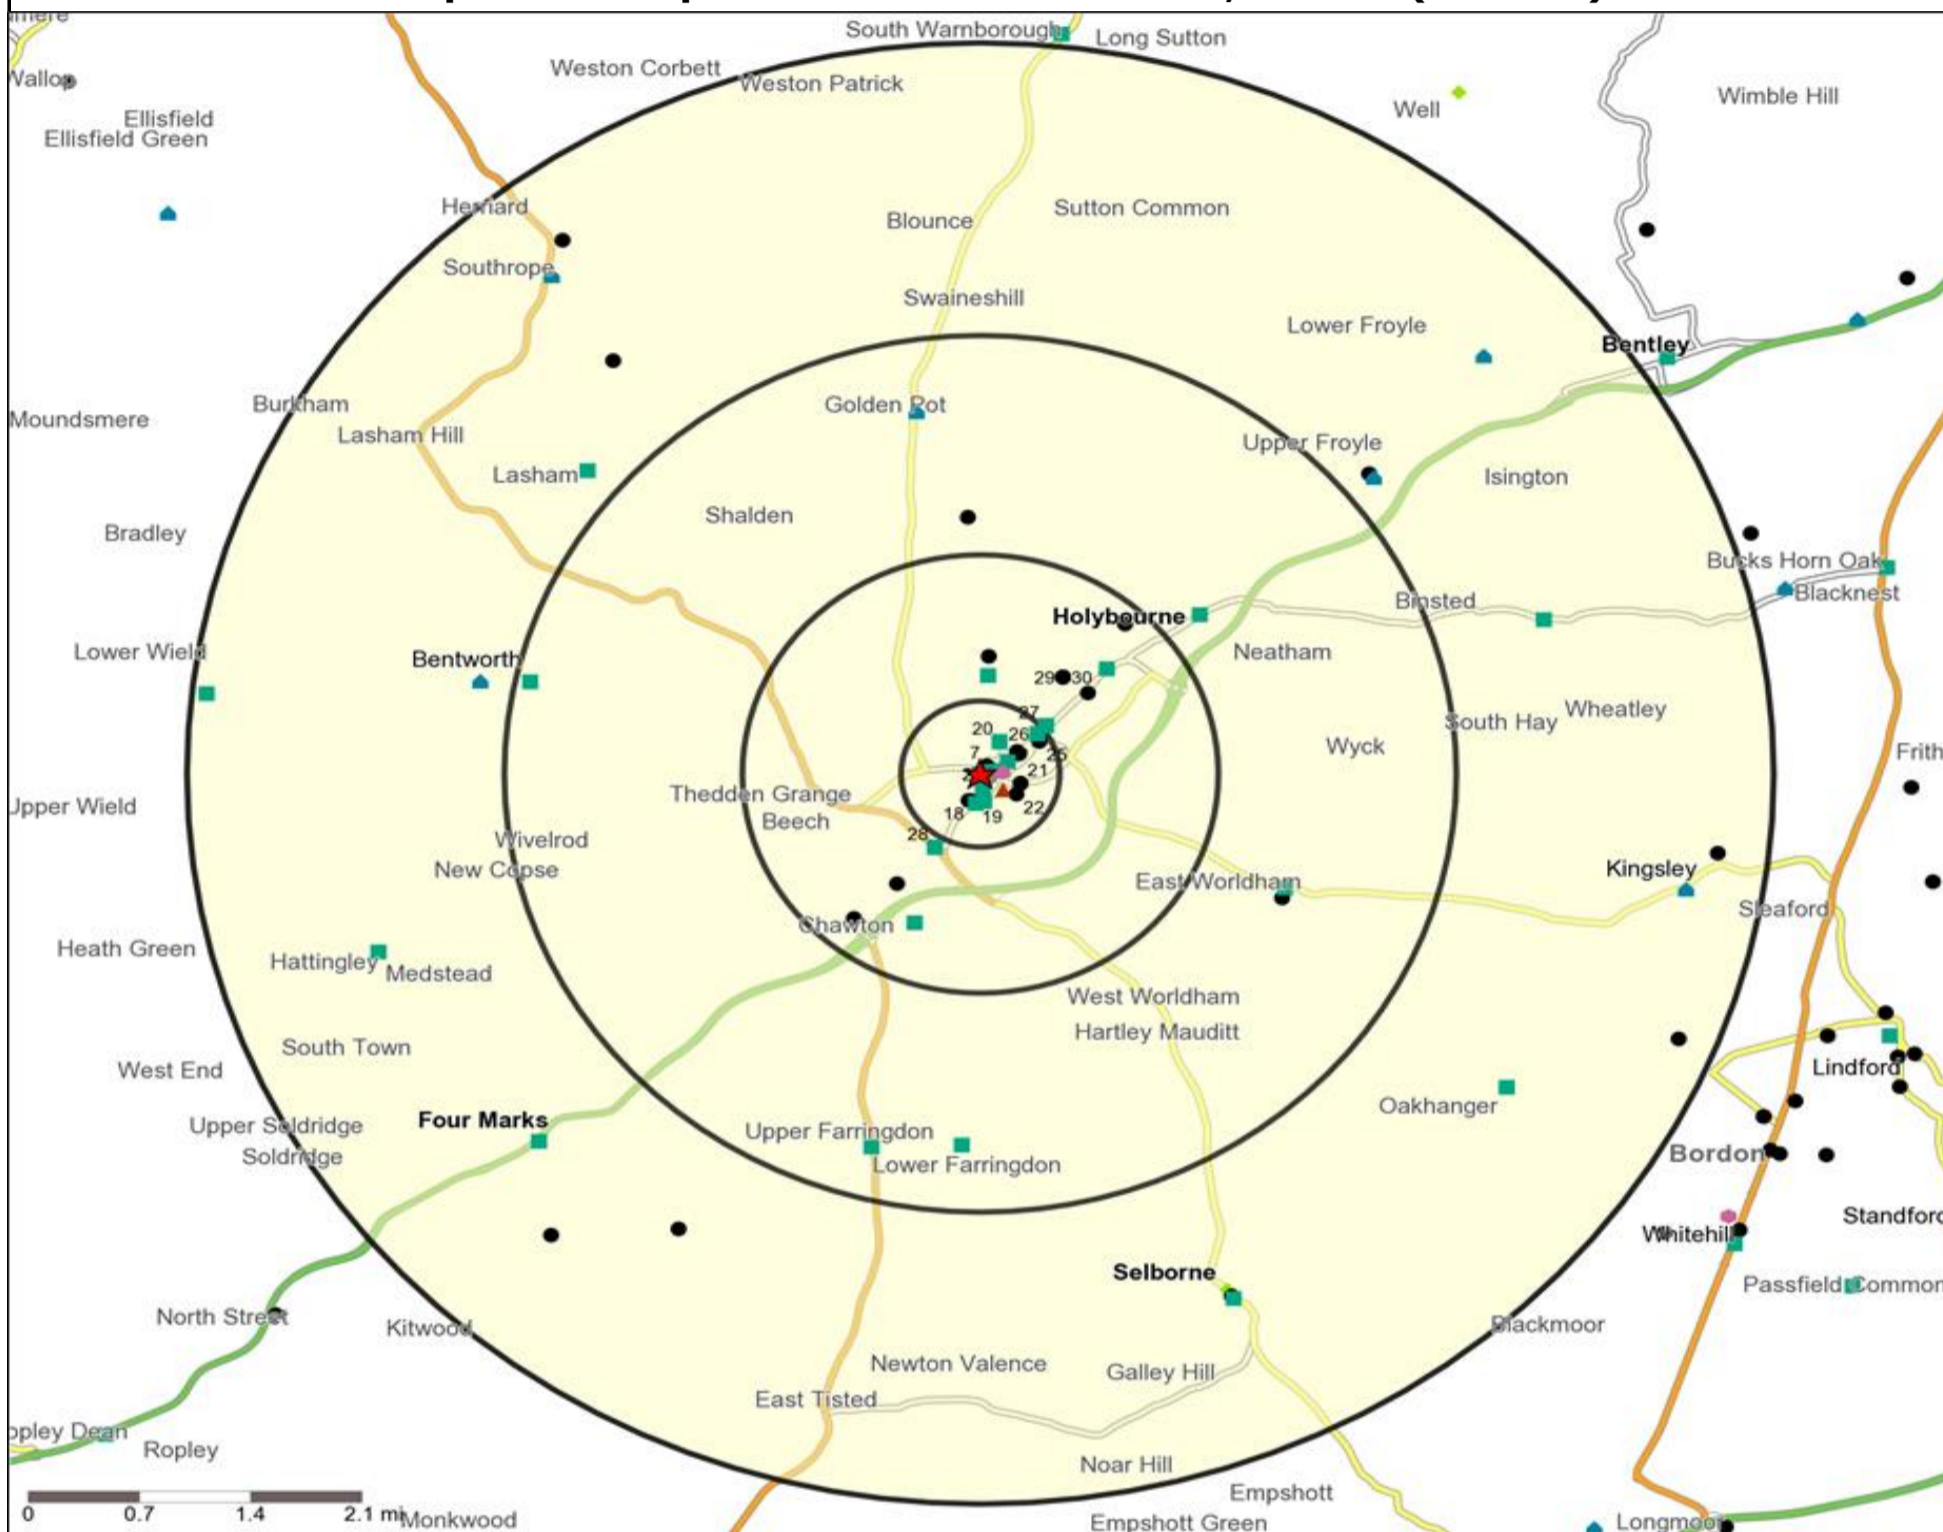 South Warnborough
Long Sutton
Weston Corbett
Weston Patrick
Well
Wimble Hill
Ellisfield
Ellisfield Green
Herriard
Blounce
Sutton Common
Southrope
Swaineshill
Lower Froyle
Bentley
Burkham
Golden Pot
Moundsmere
Lasham Hill
Upper Froyle
Lasham
Isington
Shalden
Bradley
Bucks Horn Oak
Blacknest
Binsted
Holybourne
Lower Wield
Bentworth
Neatham
29 30
27
20 26
25
7
21
18 19 22
28
South Hay
Wheatley
Wyck
Frith
Thedden Grange
Beech
Upper Wield
Wivelrod
New Copse
East Worldham
Kingsley
Sleaford
Chawton
Heath Green
Hattingley
Medstead
West Worldham
Hartley Mauditt
South Town
West End
Lindford
Oakhanger
Four Marks
Upper Soldridge
Soldridge
Upper Farringdon
Lower Farringdon
Bordon
Whitehill
Standford
Selborne
Passfield Common
North Street
Kitwood
Blackmoor
Newton Valence
Galley Hill
East Tisted
Ropley
Noar Hill
Empshott
Empshott Green
Longmoor
Monkwood
0 0.7 1.4 2.1 mi